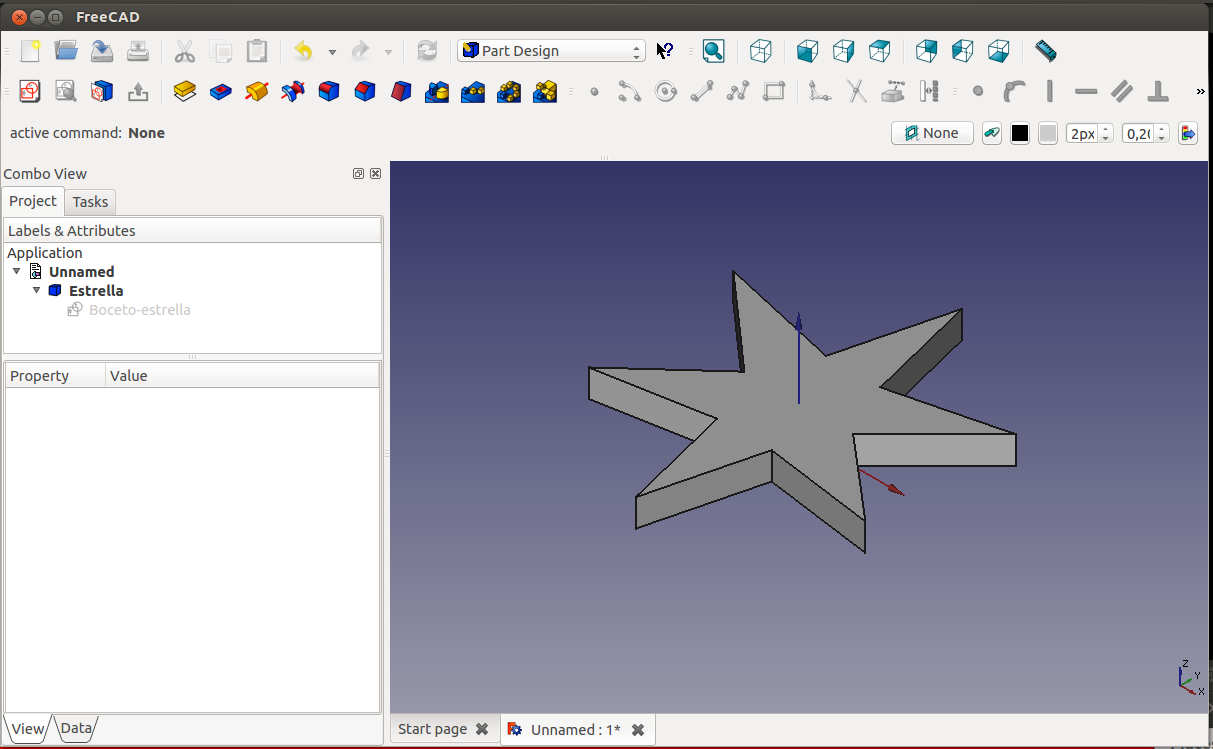 FreeCAD
Part Design
active command: None
None
2px
0,20
Combo View
Project
Tasks
Labels & Attributes
Application
Unnamed
Estrella
Boceto-estrella
Property
Value
View
Data
Start page
Unnamed : 1*
Z
Y
X